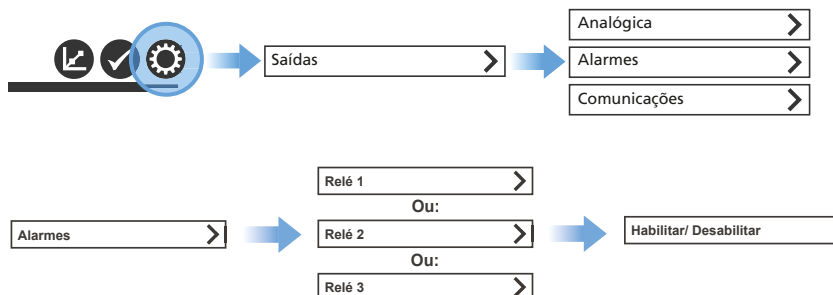 Analógica
Saídas
Alarmes
Comunicações
Relé 1
Ou:
Alarmes
Relé 2
Habilitar/ Desabilitar
Ou:
Relé 3